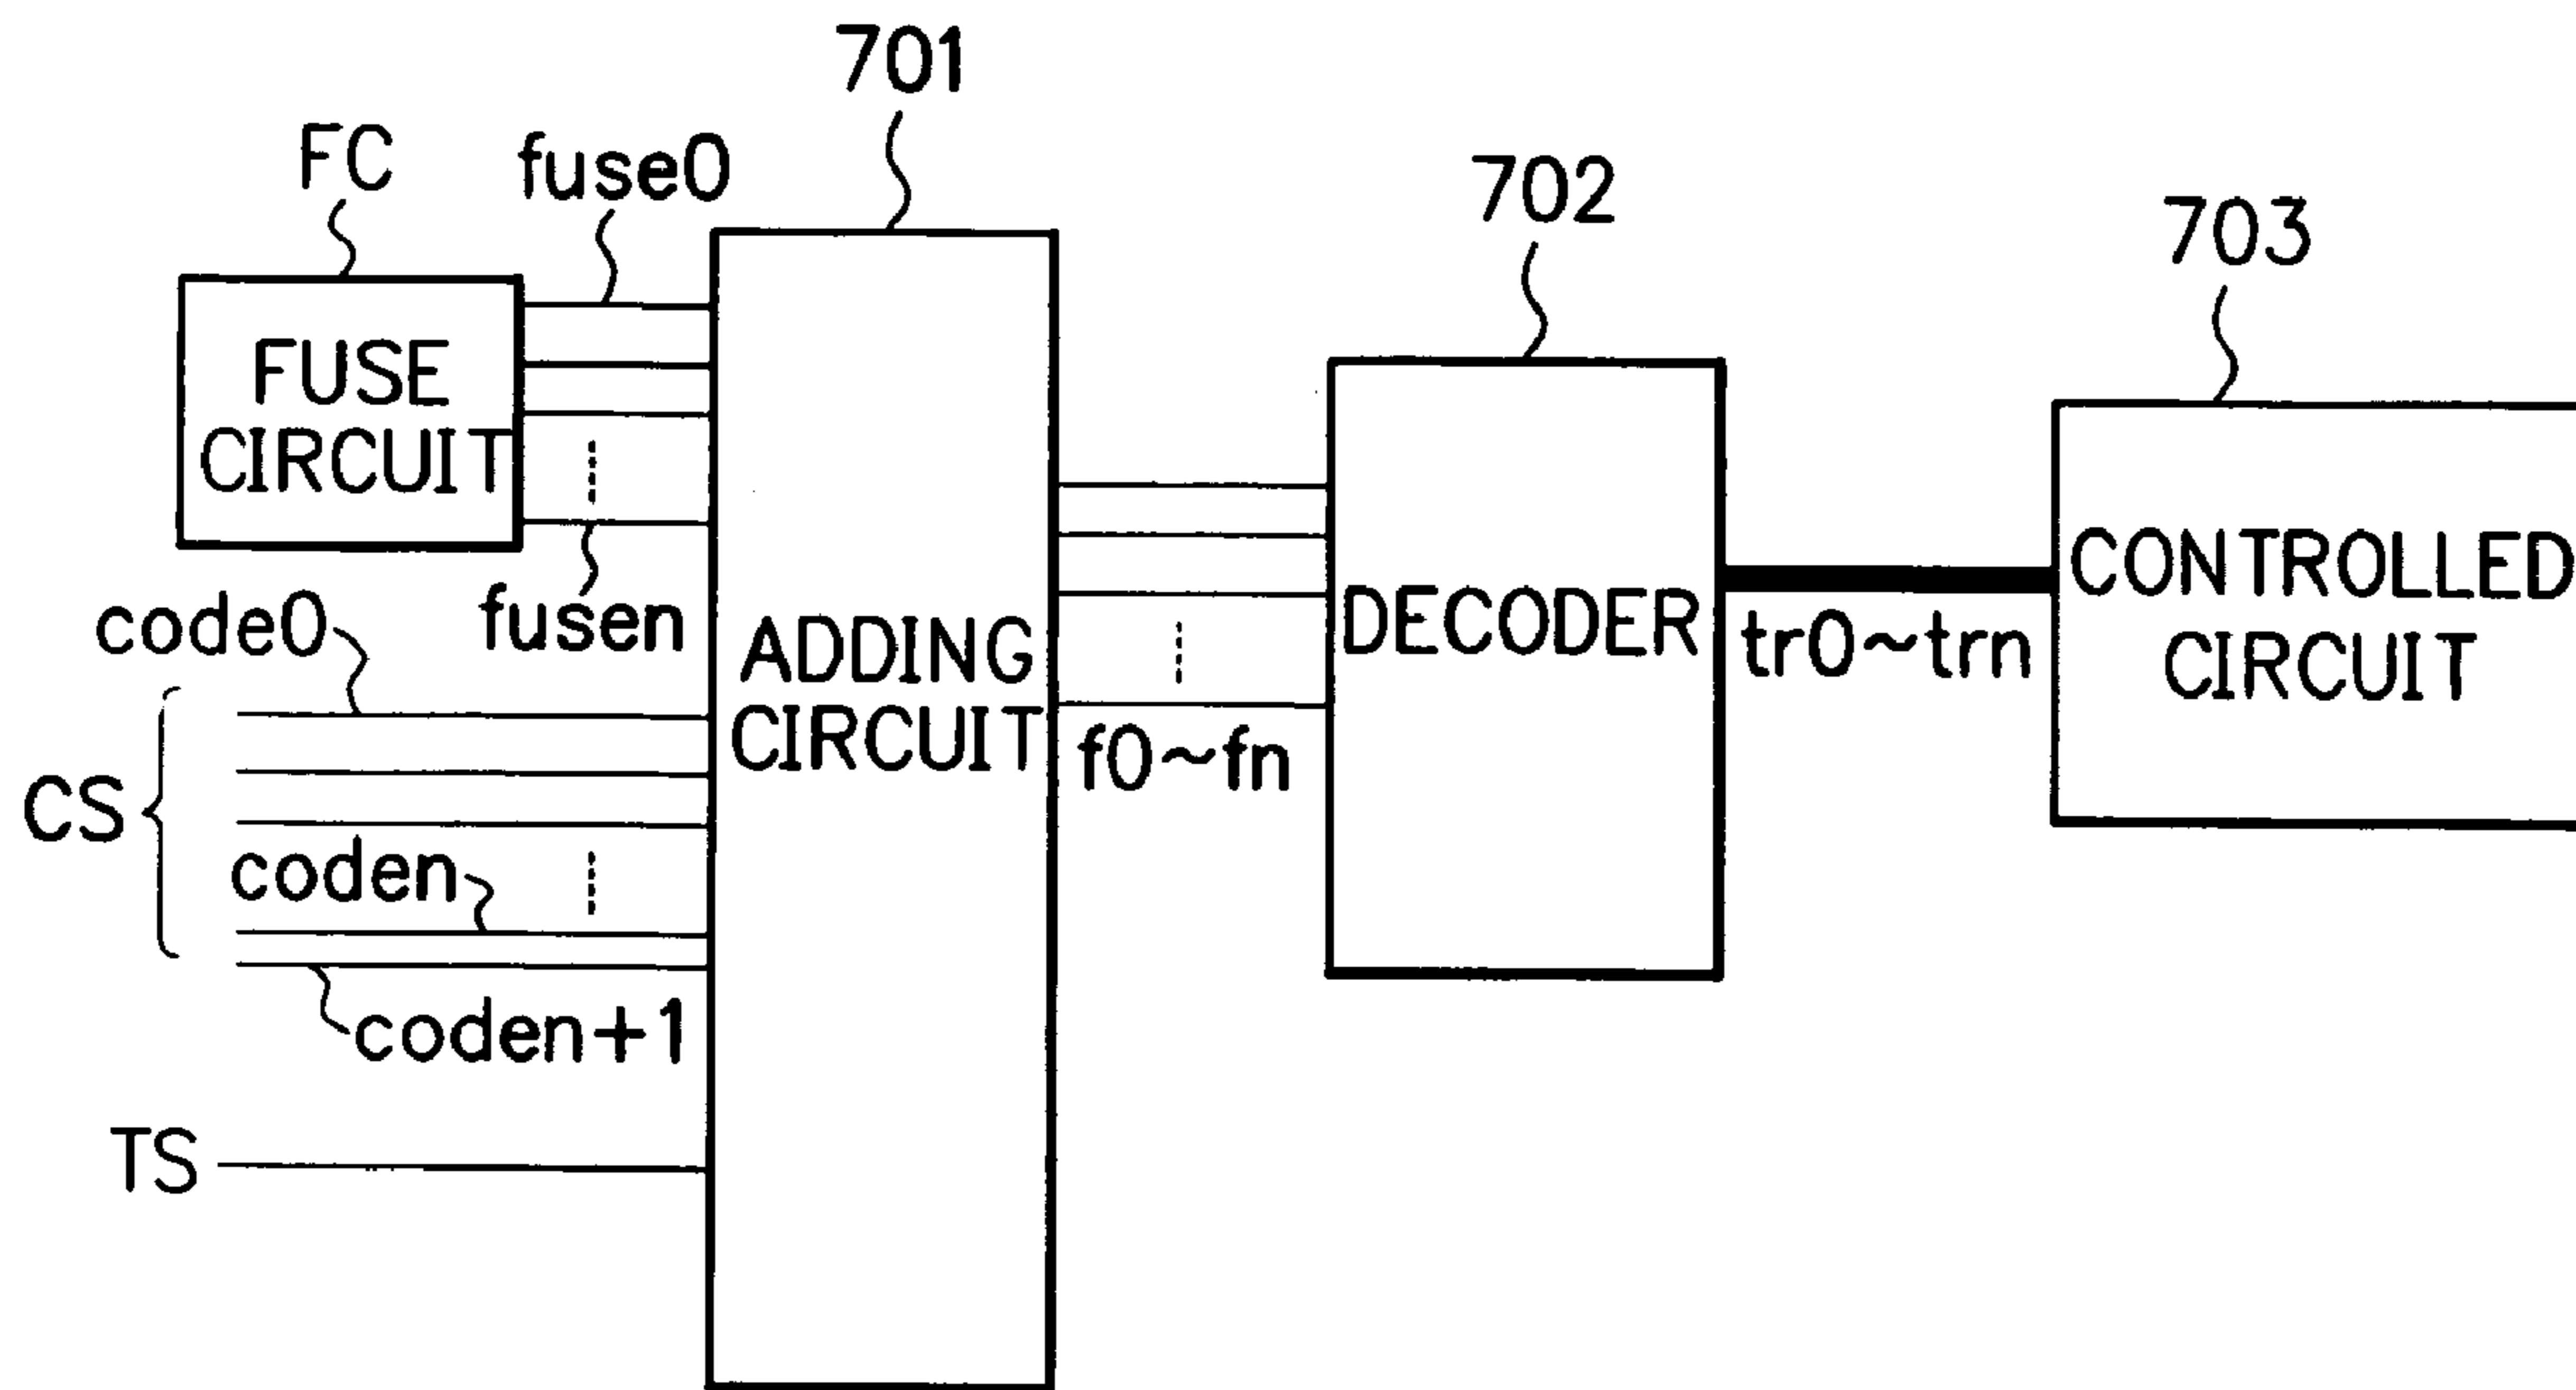 701
FC
fuse0
702
703
FUSE
CIRCUIT
fusen
code0
CS
coden
coden+1
TS
ADDING
CIRCUIT
f0~fn
DECODER
tr0~trn
CONTROLLED
CIRCUIT